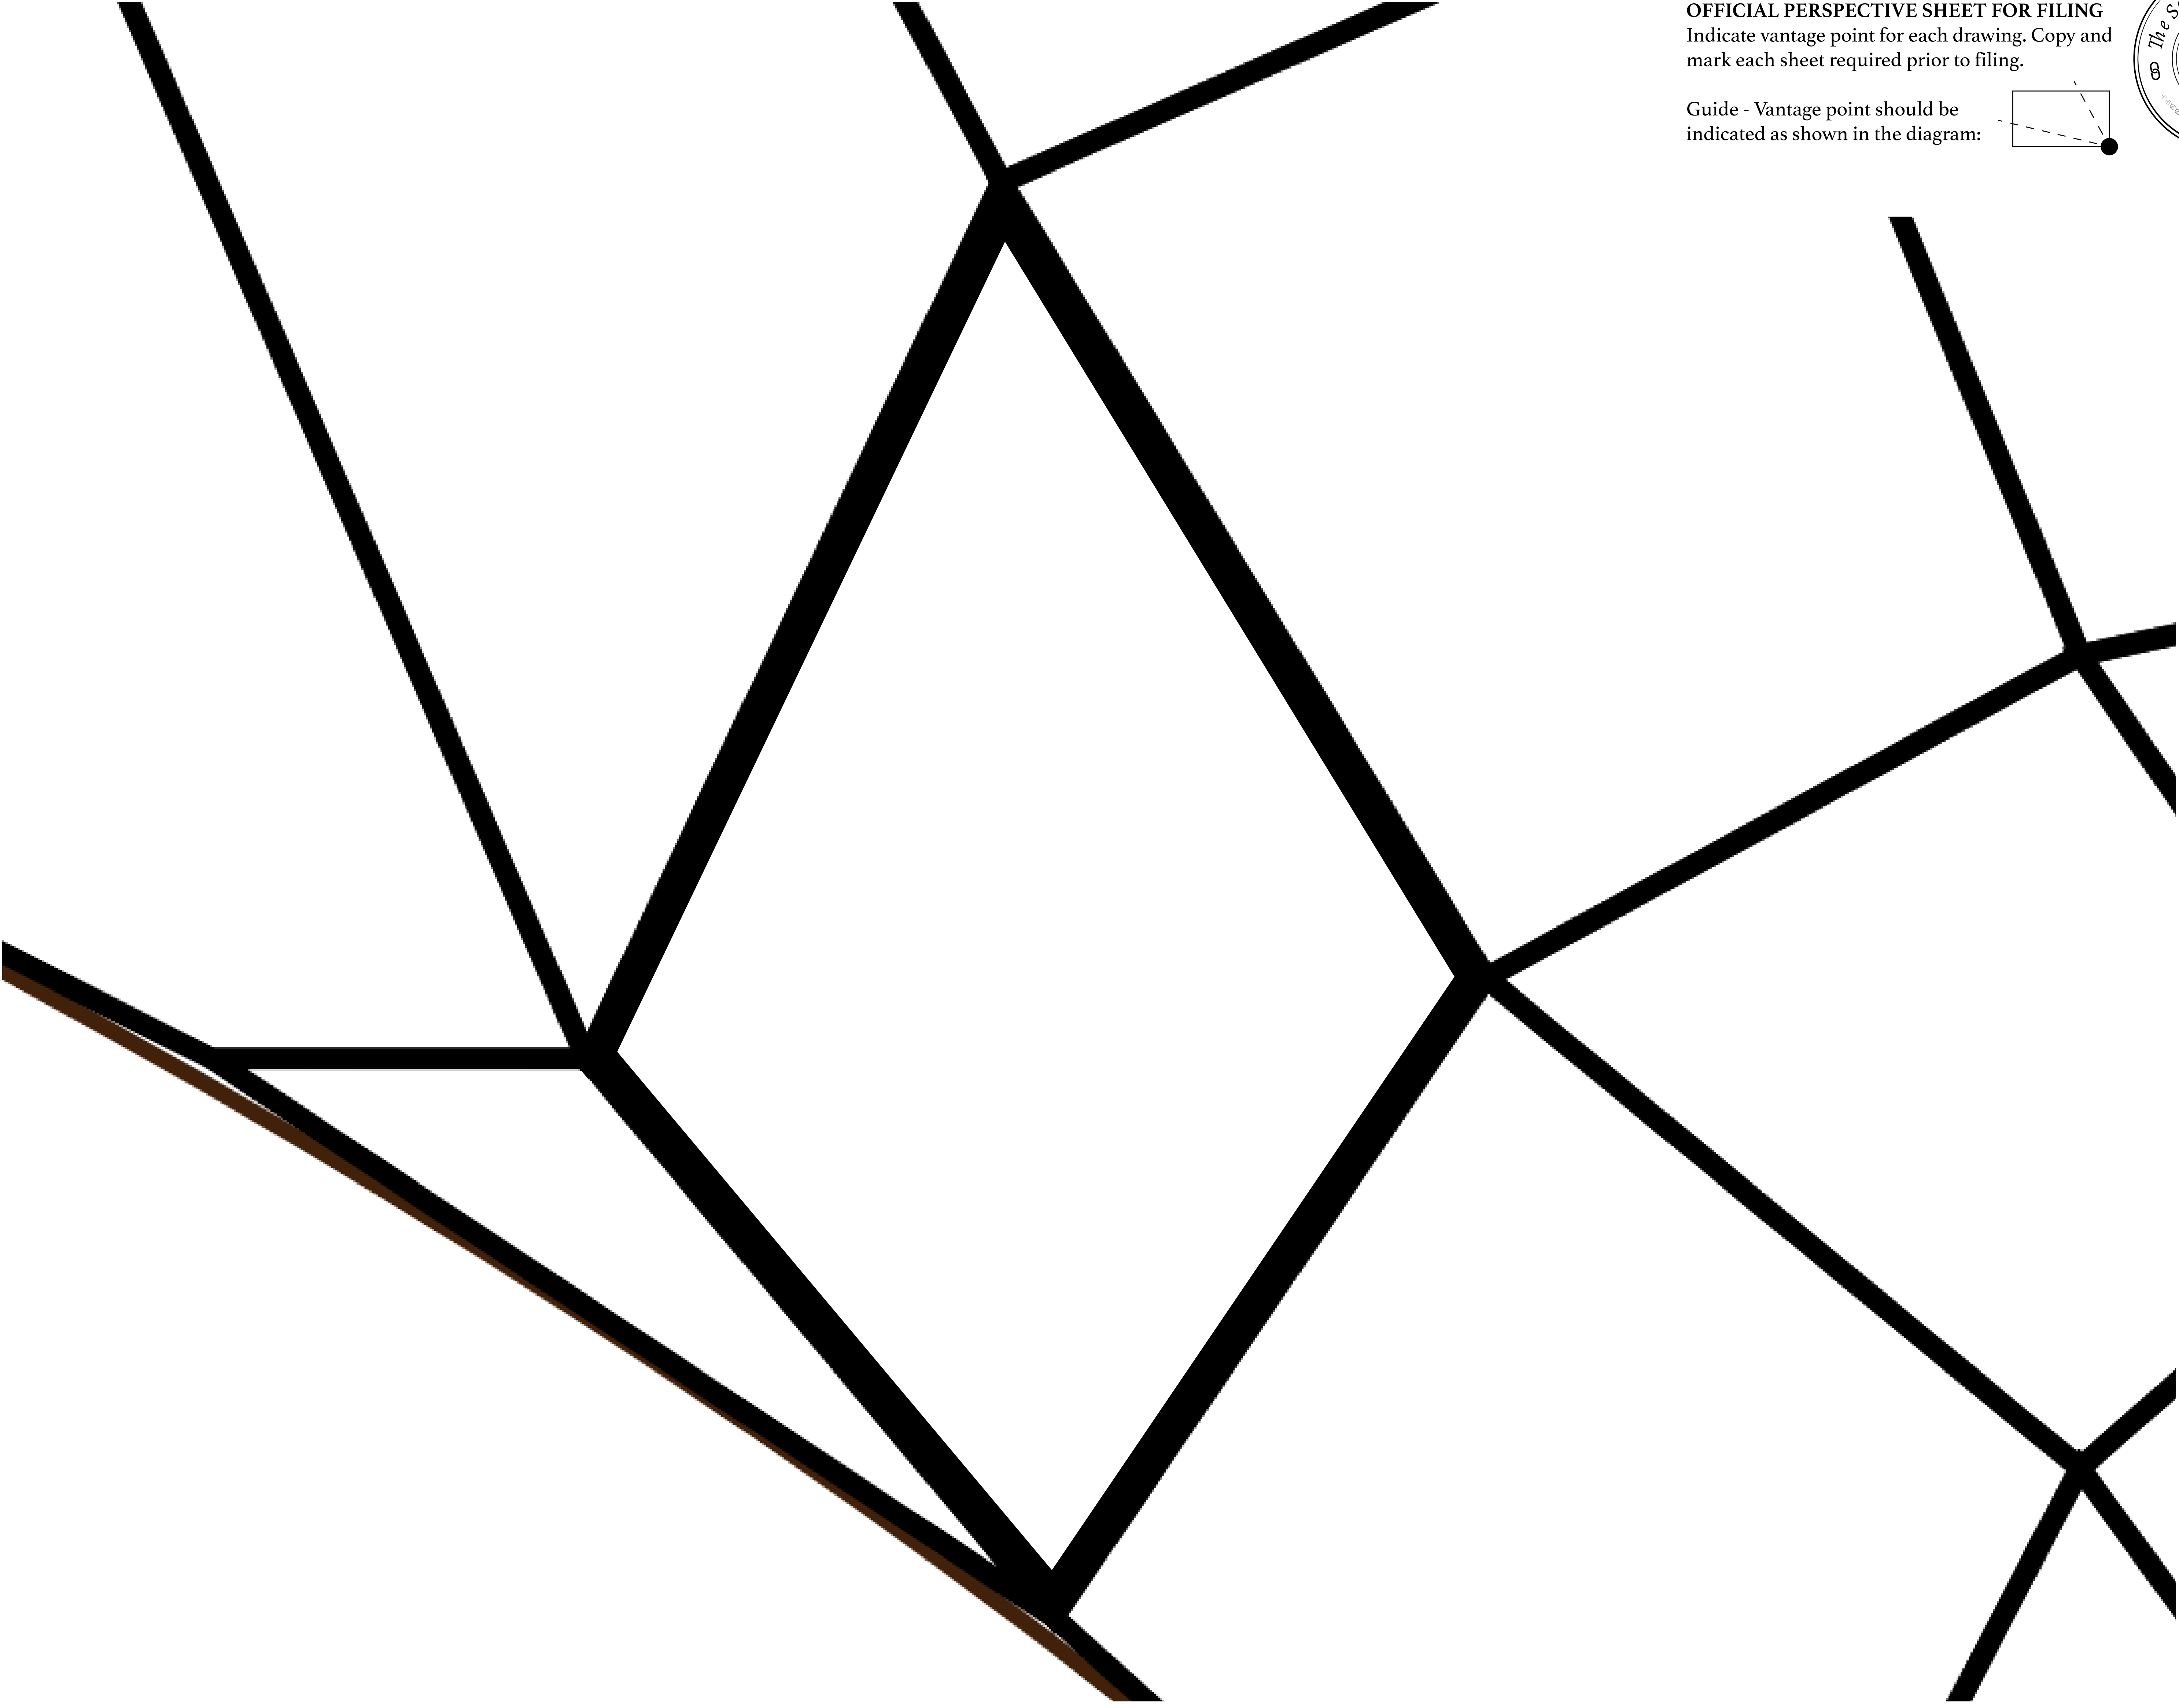 OFFICIAL PERSPECTIVE SHEET FOR FILING
Indicate vantage point for each drawing. Copy and
mark each sheet required prior to filing.
Guide - Vantage point should be
indicated as shown in the diagram:
The